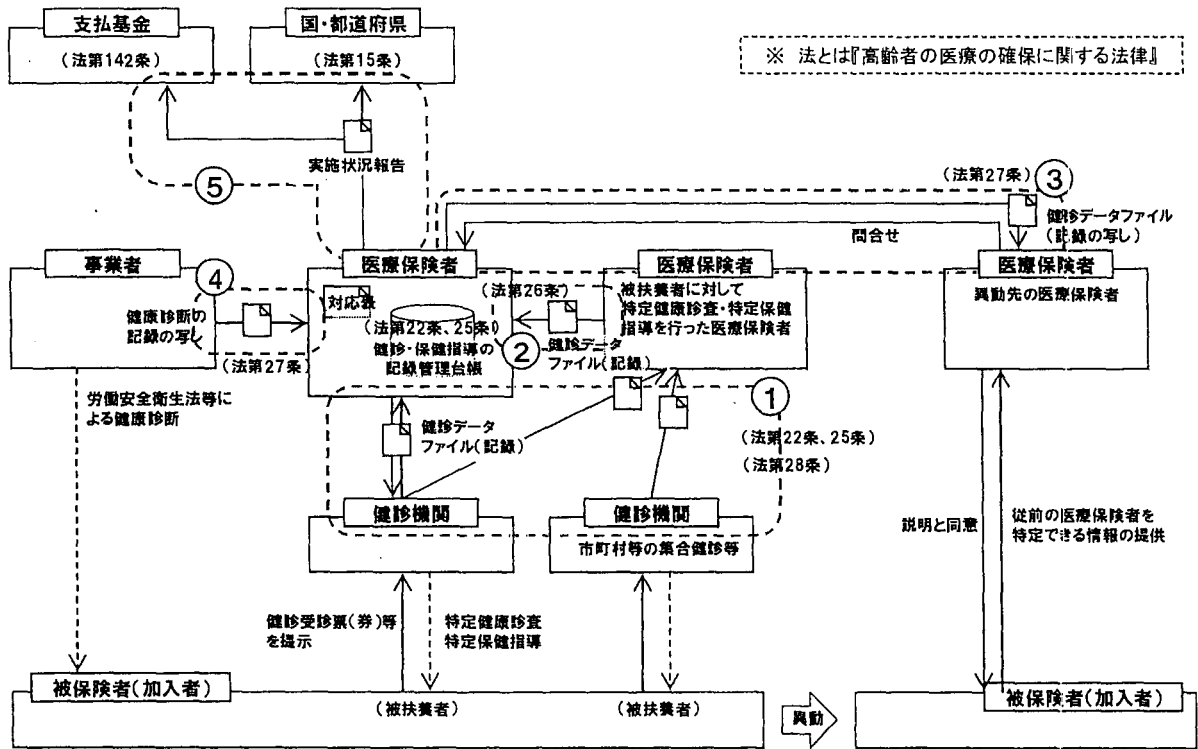 支払基金
(法第142条)
国・都道府県
(法第15条)
※ 法とは『高齢者の医療の確保に関する法律』
実施状況報告
⑤
(法第27条)
③
健診データファイル
(記録の写し)
問合せ
事業者
④
健康診断の
記録の写し
(法第27条)
医療保険者
対応表
(法第22条、25条)
健診・保健指導の
記録管理台帳
(法第26条)
②
健診データ
ファイル(記録)
医療保険者
被扶養者に対して
特定健康診査・特定保健
指導を行った医療保険者
医療保険者
異動先の医療保険者
労働安全衛生法等に
よる健康診断
健診データ
ファイル(記録)
①
(法第22条、25条)
(法第28条)
健診機関
健診機関
市町村等の集合健診等
説明と同意
従前の医療保険者を
特定できる情報の提供
健診受診票(券)等
を提示
特定健康診査
特定保健指導
被保険者(加入者)
(被扶養者)
(被扶養者)
異動
被保険者(加入者)